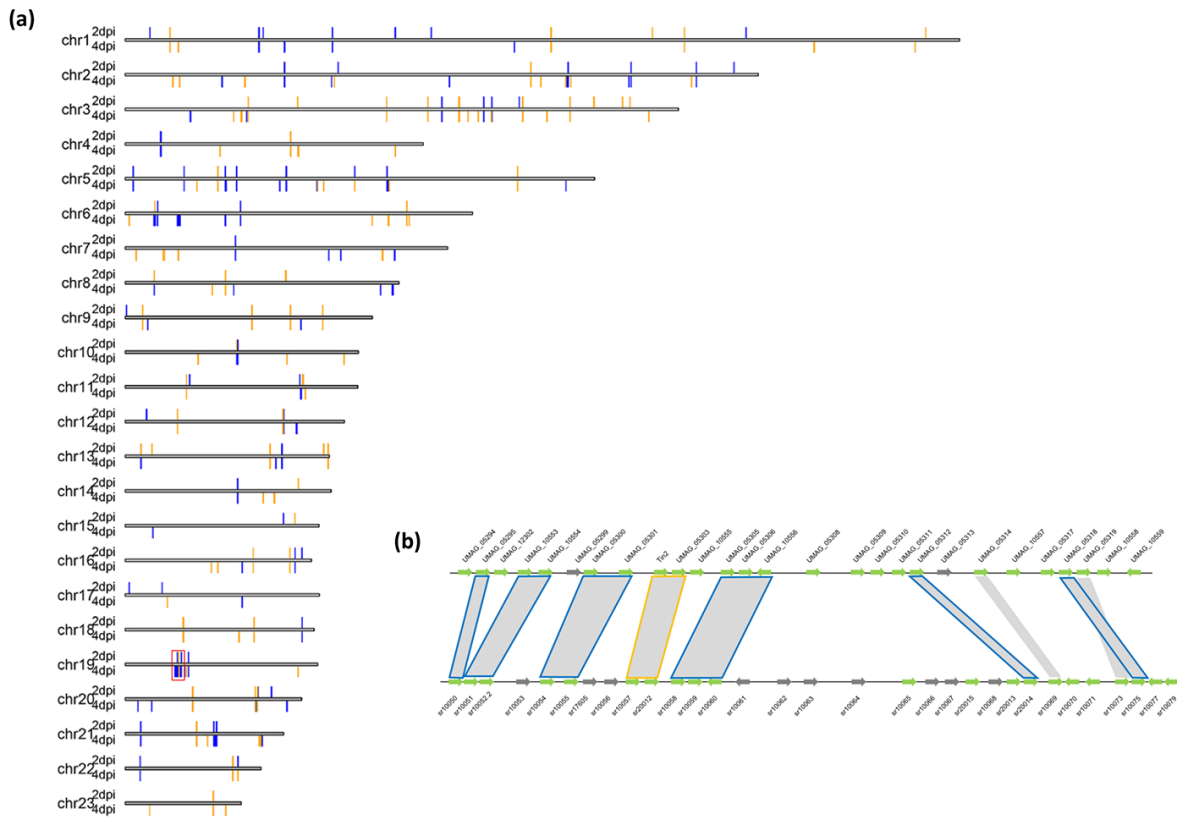 (a)
chr1 2dpi 4dpi
chr2 2dpi 4dpi
chr3 2dpi 4dpi
chr4 2dpi 4dpi
chr5 2dpi 4dpi
chr6 2dpi 4dpi
chr7 2dpi 4dpi
chr8 2dpi 4dpi
chr9 2dpi 4dpi
chr10 2dpi 4dpi
chr11 2dpi 4dpi
chr12 2dpi 4dpi
chr13 2dpi 4dpi
chr14 2dpi 4dpi
chr15 2dpi 4dpi
chr16 2dpi 4dpi
chr17 2dpi 4dpi
chr18 2dpi 4dpi
chr19 2dpi 4dpi
chr20 2dpi 4dpi
chr21 2dpi 4dpi
chr22 2dpi 4dpi
chr23 2dpi 4dpi
(b)
UMAG_05294 UMAG_05295 UMAG_12302 UMAG_10553 UMAG_10554 UMAG_05299 UMAG_05300 UMAG_05301 Tin2 UMAG_05303 UMAG_10555 UMAG_05305 UMAG_05306 UMAG_10556 UMAG_05308 UMAG_05309 UMAG_05310 UMAG_05311 UMAG_05312 UMAG_05313 UMAG_05314 UMAG_10557 UMAG_05317 UMAG_05318 UMAG_05319 UMAG_10558 UMAG_10559
sr10050 sr10051 sr10052.2 sr10053 sr10054 sr10055 sr17605 sr10056 sr10057 sr20012 sr10058 sr10059 sr10060 sr10061 sr10062 sr10063 sr10064 sr10065 sr10066 sr10067 sr20015 sr10068 sr20013 sr20014 sr10069 sr10070 sr10071 sr10073 sr10075 sr10077 sr10079